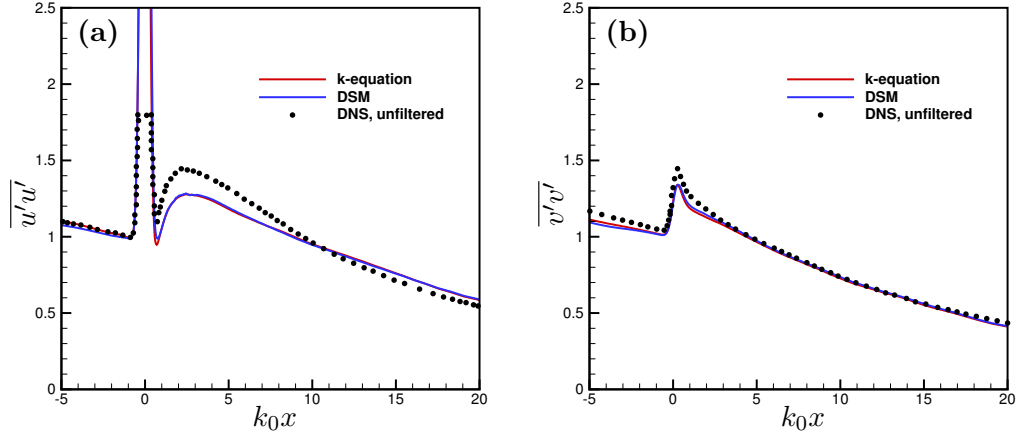 (a)
k-equation
DSM
DNS, unfiltered
2.5
2
1.5
1
0.5
0
-5
0
5
10
15
20
u′u′
k₀x
(b)
k-equation
DSM
DNS, unfiltered
2.5
2
1.5
1
0.5
0
-5
0
5
10
15
20
v′v′
k₀x